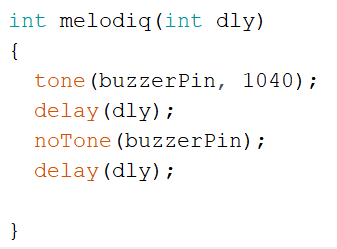 int melodiq(int dly)
{
  tone(buzzerPin, 1040);
  delay(dly);
  noTone(buzzerPin);
  delay(dly);
}